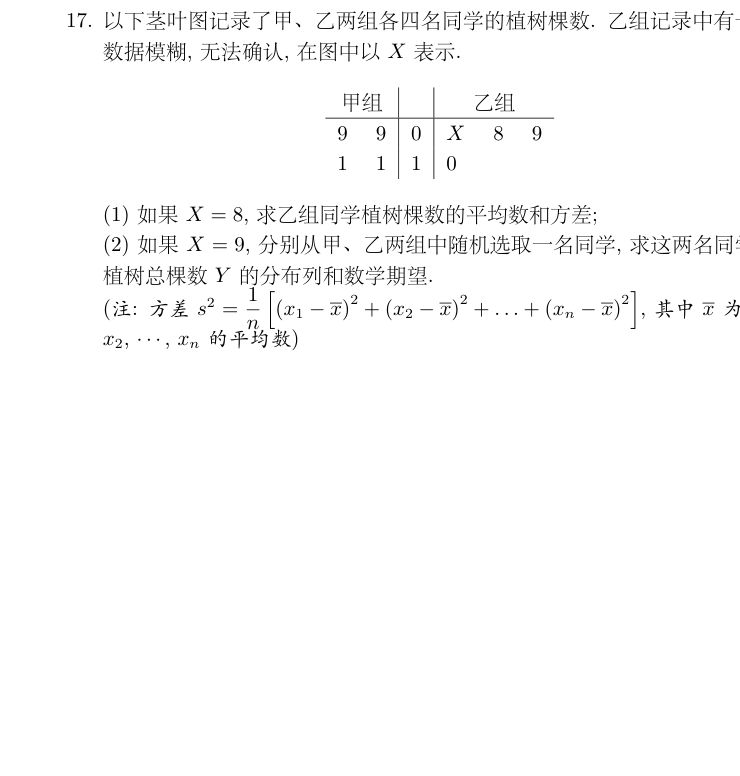 17. 以下茎叶图记录了甲、乙两组各四名同学的植树棵数. 乙组记录中有
数据模糊, 无法确认, 在图中以 X 表示.
甲组 乙组
9 9 0 X 8 9
1 1 1 0
(1) 如果 X = 8, 求乙组同学植树棵数的平均数和方差;
(2) 如果 X = 9, 分别从甲、乙两组中随机选取一名同学, 求这两名同
植树总棵数 Y 的分布列和数学期望.
(注: 方差 s² = \frac{1}{n} [(x₁ − x̅)² + (x₂ − x̅)² + ... + (xₙ − x̅)²], 其中 x̅ 为
x₂, ⋯, xₙ 的平均数)